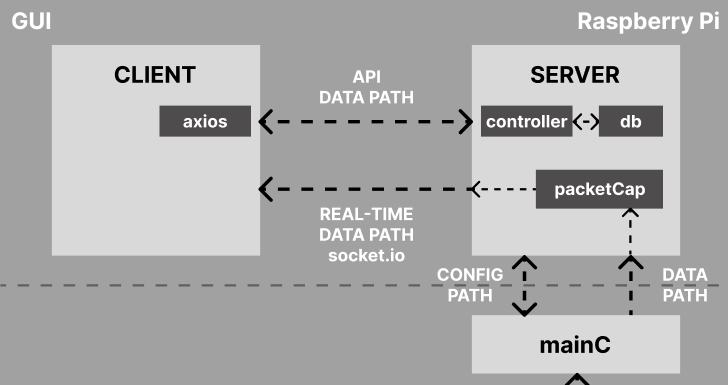 GUI
Raspberry Pi
CLIENT
API
DATA PATH
SERVER
axios
controller
db
packetCap
REAL-TIME
DATA PATH
socket.io
CONFIG
PATH
DATA
PATH
mainC